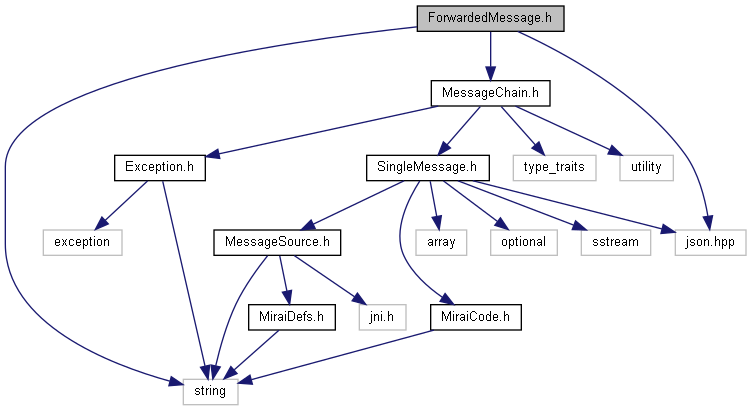 ForwardedMessage.h
MessageChain.h
Exception.h
SingleMessage.h
type_traits
utility
exception
MessageSource.h
array
optional
sstream
json.hpp
MiraiDefs.h
jni.h
MiraiCode.h
string